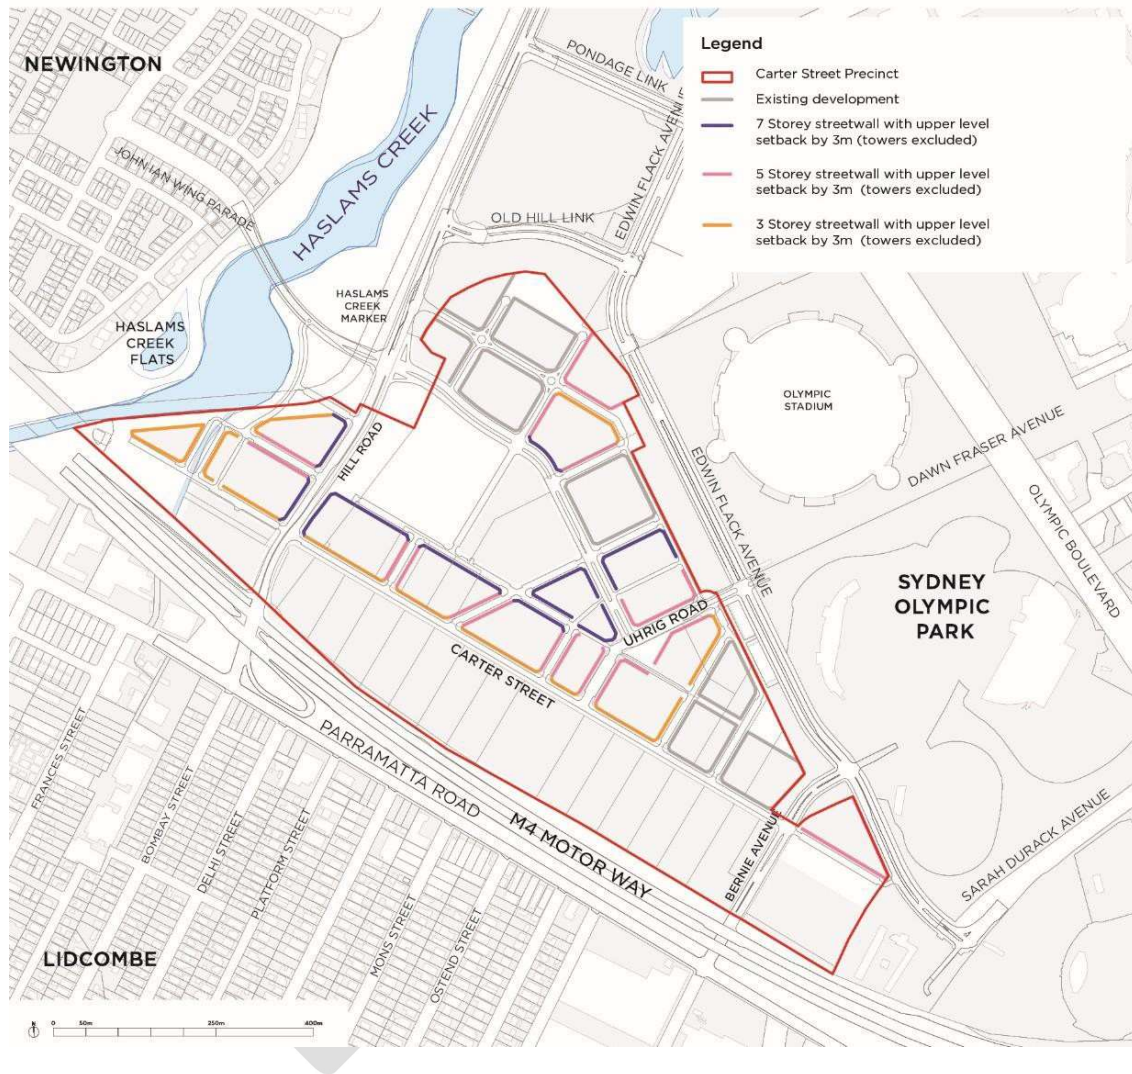 NEWINGTON
HASLAMS CREEK
JOHN IAN WING PARADE
PONDAGE LINK
EDWIN FLACK AVENUE
OLD HILL LINK
HASLAMS
CREEK
MARKER
HASLAMS
CREEK
FLATS
Legend
Carter Street Precinct
Existing development
7 Storey streetwall with upper level
setback by 3m (towers excluded)
5 Storey streetwall with upper level
setback by 3m (towers excluded)
3 Storey streetwall with upper level
setback by 3m (towers excluded)
OLYMPIC
STADIUM
DAWN FRASER AVENUE
OLYMPIC BOULEVARD
HILL ROAD
EDWIN FLACK AVENUE
SYDNEY
OLYMPIC
PARK
UHRIG ROAD
CARTER STREET
PARRAMATTA ROAD
M4 MOTOR WAY
BERNIE AVENUE
SARAH DURACK AVENUE
FRANCES STREET
BOMBAY STREET
DELHI STREET
PLATFORM STREET
MONS STREET
OSTEND STREET
LIDCOMBE
N
0 50m 250m 400m